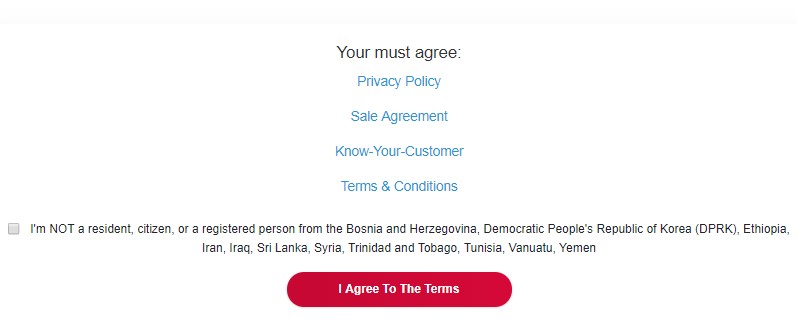 Your must agree:
Privacy Policy
Sale Agreement
Know-Your-Customer
Terms & Conditions
I'm NOT a resident, citizen, or a registered person from the Bosnia and Herzegovina, Democratic People's Republic of Korea (DPRK), Ethiopia,
Iran, Iraq, Sri Lanka, Syria, Trinidad and Tobago, Tunisia, Vanuatu, Yemen
I Agree To The Terms